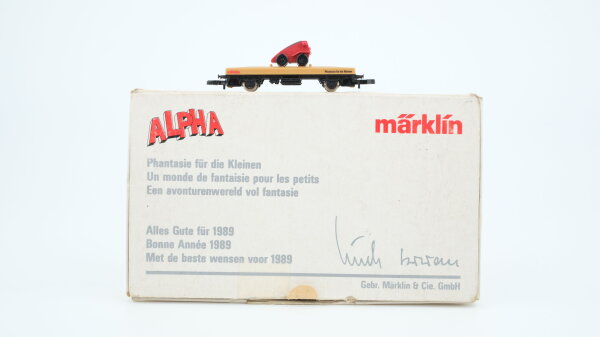 ALPHA
märklin
Phantasie für die Kleinen
Un monde de fantaisie pour les petits
Een avonturenwereld vol fantasie
Alles Gute für 1989
Bonne Année 1989
Met de beste wensen voor 1989
Gebr. Märklin & Cie. GmbH